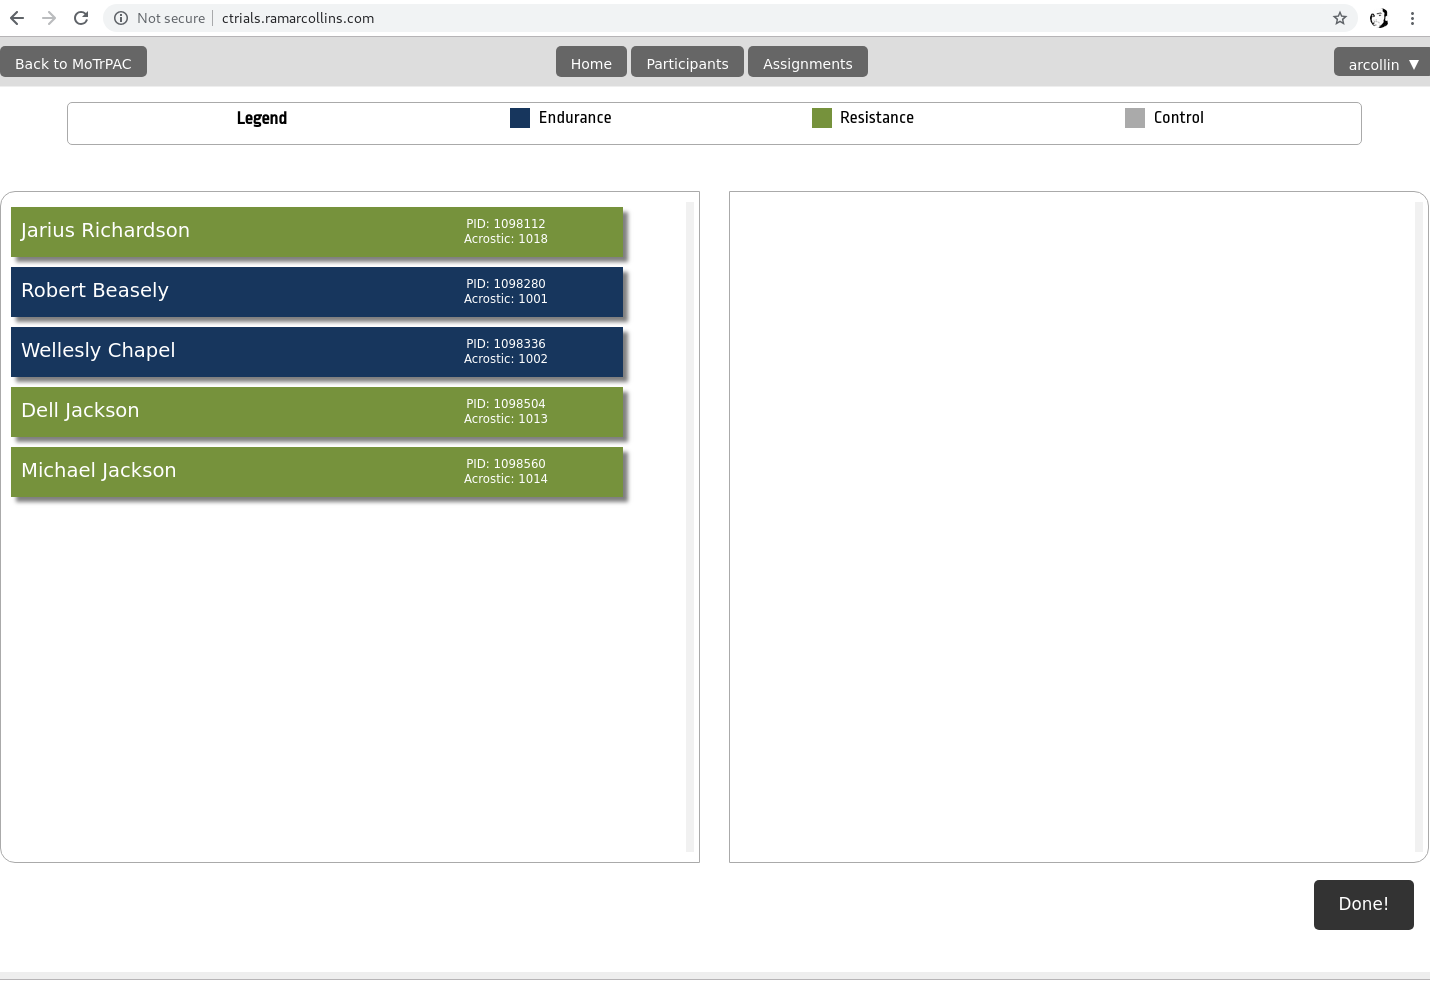 Not secure ctrials.ramarcollins.com
Back to MoTrPAC Home Participants Assignments arcollin ▼
Legend Endurance Resistance Control
Jarius Richardson PID: 1098112
Acrostic: 1018
Robert Beasely PID: 1098280
Acrostic: 1001
Wellesly Chapel PID: 1098336
Acrostic: 1002
Dell Jackson PID: 1098504
Acrostic: 1013
Michael Jackson PID: 1098560
Acrostic: 1014
Done!